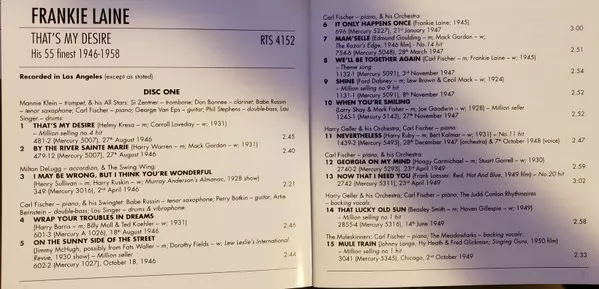 FRANKIE LAINE
THAT'S MY DESIRE RTS 4152
His 55 finest 1946-1958
Recorded in Los Angeles (except as stated)
DISC ONE
Mannie Klein – trumpet, & his All Stars: Si Zentner – trombone; Don Bonnee – clarinet; Babe Russin
– tenor saxophone; Carl Fischer – piano; George Van Eps – guitar; Phil Stephens – double-bass; Lou
Singer – drums:
1 THAT'S MY DESIRE (Helmy Kresa – m; Carroll Loveday – w; 1931)
– Million selling no.4 hit
481-2 (Mercury 5007), 27th August 1946 2.45
2 BY THE RIVER SAINTE MARIE (Harry Warren – m; Mack Gordon – w; 1931)
479-12 (Mercury 5007), 27th August 1946 2.40
Milton DeLugg – accordion, & The Swing Wing:
3 I MAY BE WRONG, BUT I THINK YOU'RE WONDERFUL
(Henry Sullivan – m; Harry Ruskin – w; Murray Anderson's Almanac, 1928 show)
349 (Mercury 3016), 2nd April 1946 2.21
Carl Fischer – piano, & his Swingtet: Babe Russin – tenor saxophone; Perry Botkin – guitar; Artie
Bernstein – double-bass; Lou Singer – drums & vibraphone:
4 WRAP YOUR TROUBLES IN DREAMS
(Harry Barris – m; Billy Moll & Ted Koehler – w; 1931)
601-3 (Mercury A 1026), 18th August 1946 2.46
5 ON THE SUNNY SIDE OF THE STREET
(Jimmy McHugh, possibly from Fats Waller – m; Dorothy Fields – w; Lew Leslie's International
Revue, 1930 show) – Million seller
602-2 (Mercury 1027), October 18, 1946 2.44
Carl Fischer – piano, & his Orchestra:
6 IT ONLY HAPPENS ONCE (Frankie Laine; 1945)
696 (Mercury 5227), 21st January 1947 3:00
7 MAM'SELLE (Edmund Goulding – m; Mack Gordon – w;
The Razor's Edge, 1946 film) - No.14 hit
754-6 (Mercury 5048), 28th March 1947 2.51
8 WE'LL BE TOGETHER AGAIN (Carl Fischer – m; Frankie Laine – w; 1945)
– Theme song
1132-1 (Mercury 5091), 3rd November 1947 2.54
9 SHINE (Ford Dabney – m; Lew Brown & Cecil Mack – w; 1924)
– Million selling no.9 hit
1131-1 (Mercury 5091), 8th November 1947 2.52
10 WHEN YOU'RE SMILING
(Larry Shay & Mark Fisher – m; Joe Goodwin – w; 1928) – Million seller
1245-1 (Mercury 5143), 27th November 1947 2.52
Harry Geller & his Orchestra; Carl Fischer – piano:
11 NEVERTHELESS (Harry Ruby – m; Bert Kalmar – w; 1931) – No.11 hit
1439-2 (Mercury 5495), 28th December 1947 (orchestra) & 7th October 1948 (voice) 2.47
Carl Fischer – piano, & his Orchestra:
12 GEORGIA ON MY MIND (Hoagy Carmichael – m; Stuart Gorrell – w; 1930)
2740-2 (Mercury 5293), 23rd April 1949 2.59
13 NOW THAT I NEED YOU (Frank Loesser; Red, Hot And Blue, 1949 film) – No.20 hit
2742 (Mercury 5311), 23rd April 1949 3-02
Harry Geller & his Orchestra; Carl Fischer – piano; The Judd Conlon Rhythmaires
– backing vocals:
14 THAT LUCKY OLD SUN (Beasley Smith – m; Haven Gillespie – w; 1949)
– Million selling no.1 hit
2855-4 (Mercury 5316), 14th June 1949 2.58
The Muleskinners: Carl Fischer – piano; The Meadowlarks – backing vocals:
15 MULE TRAIN (Johnny Lange, Hy Heath & Fred Glickman; Singing Guns, 1950 film)
– Million selling no.1 hit
3041 (Mercury 5345), Chicago, 2nd October 1949 2.33